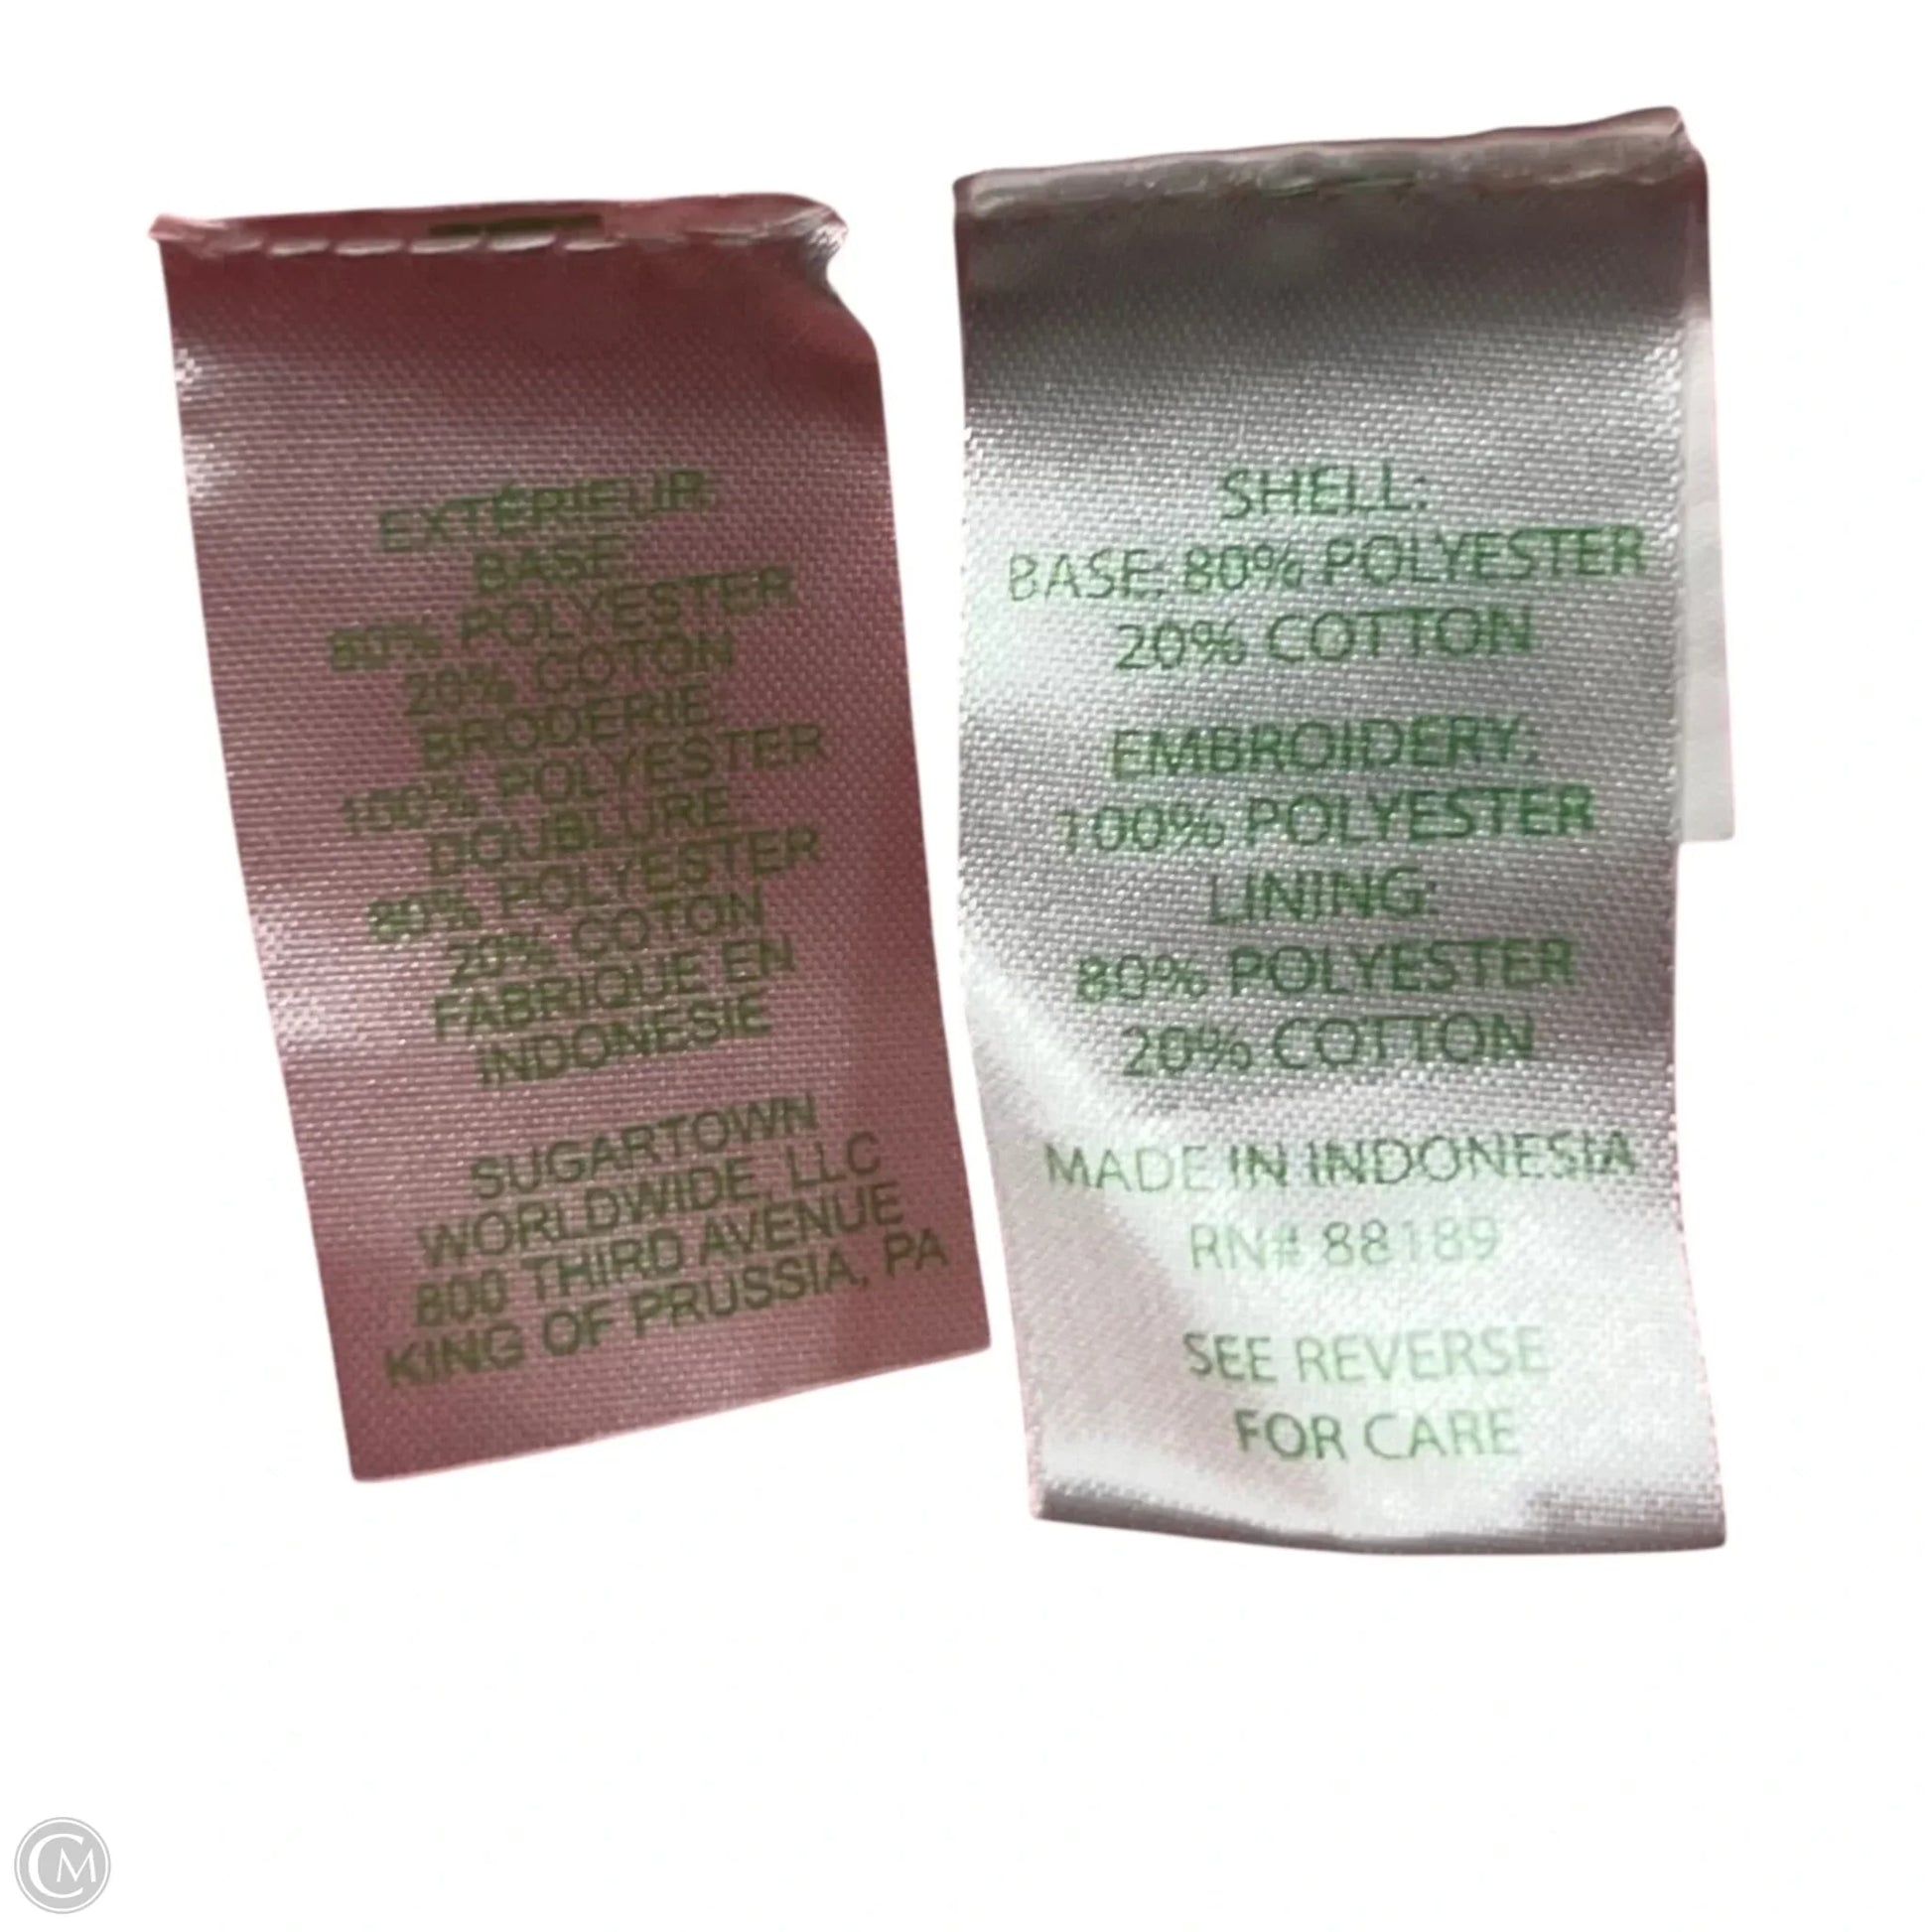 EXTÉRIEUR:
BASE:
80% POLYESTER
20% COTON
BRODERIE:
100% POLYESTER
DOUBLURE:
80% POLYESTER
20% COTON
FABRIQUE EN
INDONESIE
SUGARTOWN
WORLDWIDE, LLC
800 THIRD AVENUE
KING OF PRUSSIA, PA
SHELL:
BASE: 80% POLYESTER
20% COTTON
EMBROIDERY:
100% POLYESTER
LINING:
80% POLYESTER
20% COTTON
MADE IN INDONESIA
RN# 88189
SEE REVERSE
FOR CARE
CM